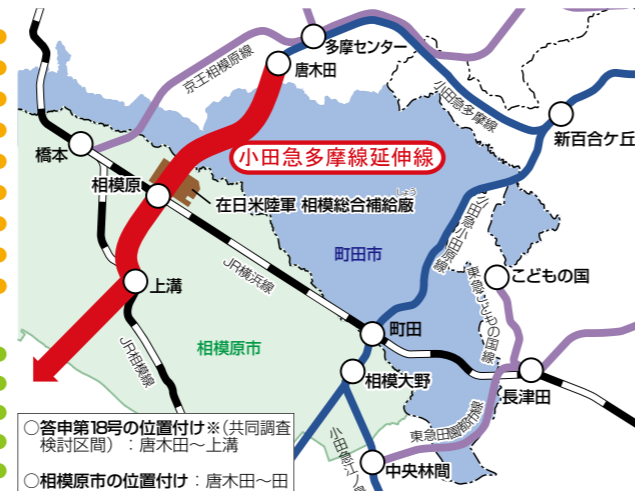 多摩センター
唐木田
京王相模原線
小田急多摩線
新百合ケ丘
橋本
小田急多摩線延伸線
相模原
しょう
在日米陸軍 相模総合補給廠
小田急小田原線
町田市
JR横浜線
こどもの国
東急こどもの国線
上溝
町田
JR相模線
相模原市
相模大野
長津田
東急田園都市線
小田急江ノ島
中央林間
○答申第18号の位置付け※(共同調査
検討区間）：唐木田～上溝
○相模原市の位置付け：唐木田～田